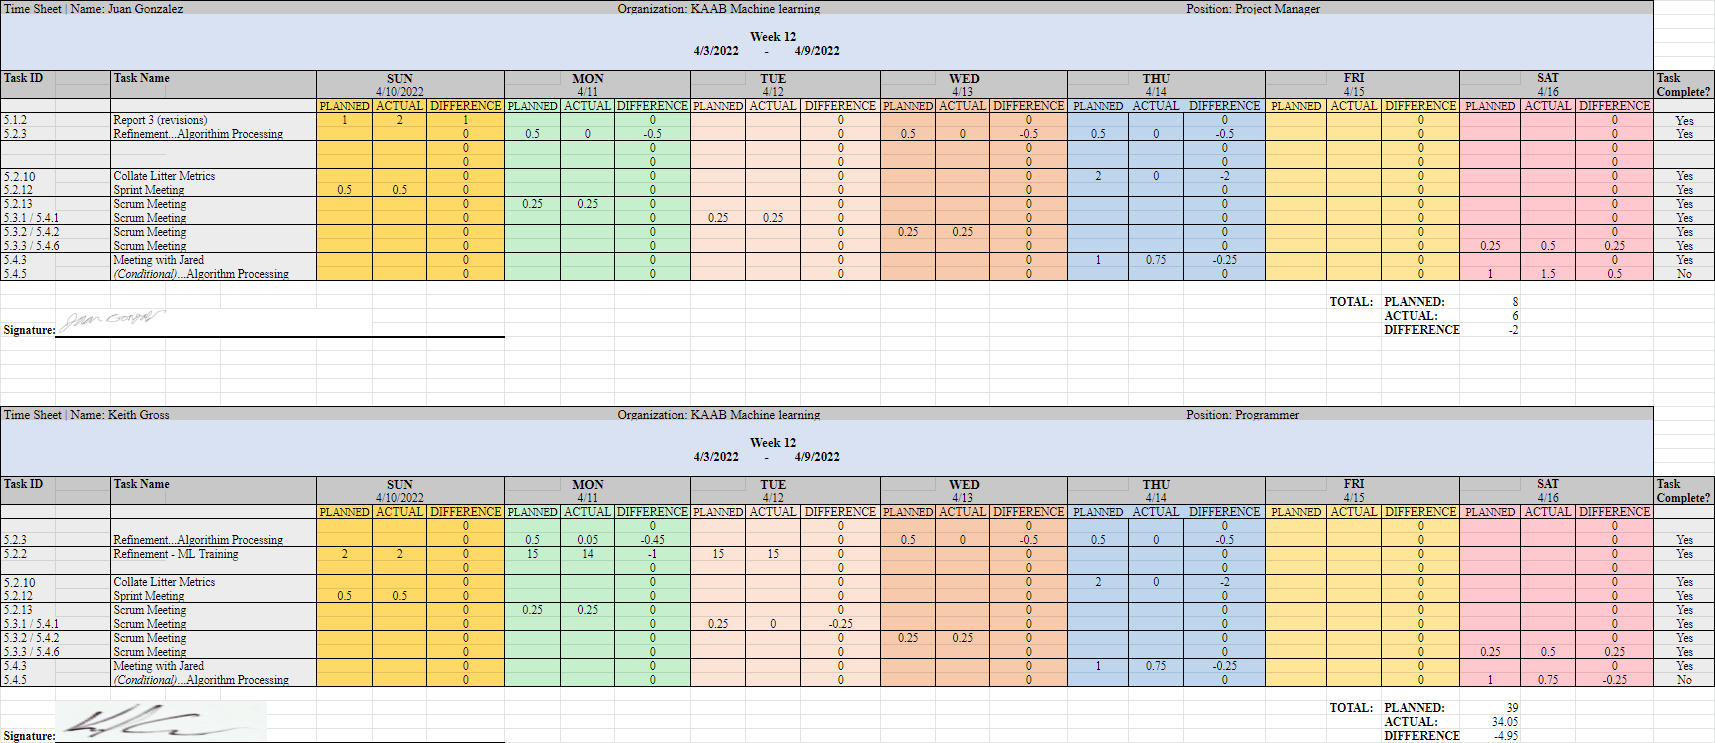 Time Sheet | Name: Juan Gonzalez Organization: KAAB Machine learning Position: Project Manager
Week 12
4/3/2022 - 4/9/2022
Task ID Task Name SUN MON TUE WED THU FRI SAT Task
4/10/2022 4/11 4/12 4/13 4/14 4/15 4/16 Complete?
PLANNED ACTUAL DIFFERENCE PLANNED ACTUAL DIFFERENCE PLANNED ACTUAL DIFFERENCE PLANNED ACTUAL DIFFERENCE PLANNED ACTUAL DIFFERENCE PLANNED ACTUAL DIFFERENCE PLANNED ACTUAL DIFFERENCE
5.1.2 Report 3 (revisions) 1 2 1 0 0 0 0 0 0 Yes
5.2.3 Refinement...Algorithim Processing 0 0.5 0 -0.5 0 0.5 0 -0.5 0.5 0 -0.5 0 0 Yes
0 0 0 0 0 0 0
0 0 0 0 0 0 0
5.2.10 Collate Litter Metrics 0 0 0 0 2 0 -2 0 0 Yes
5.2.12 Sprint Meeting 0.5 0.5 0 0 0 0 0 0 0 Yes
5.2.13 Scrum Meeting 0 0.25 0.25 0 0 0 0 0 0 Yes
5.3.1 / 5.4.1 Scrum Meeting 0 0 0.25 0.25 0 0 0 0 0 Yes
5.3.2 / 5.4.2 Scrum Meeting 0 0 0 0.25 0.25 0 0 0 0 Yes
5.3.3 / 5.4.6 Scrum Meeting 0 0 0 0 0 0 0.25 0.5 0.25 Yes
5.4.3 Meeting with Jared 0 0 0 0 1 0.75 -0.25 0 0 Yes
5.4.5 (Conditional)...Algorithm Processing 0 0 0 0 0 0 1 1.5 0.5 No
TOTAL: PLANNED: 8
ACTUAL: 6
Signature: Juan Gonzalez DIFFERENCE -2
Time Sheet | Name: Keith Gross Organization: KAAB Machine learning Position: Programmer
Week 12
4/3/2022 - 4/9/2022
Task ID Task Name SUN MON TUE WED THU FRI SAT Task
4/10/2022 4/11 4/12 4/13 4/14 4/15 4/16 Complete?
PLANNED ACTUAL DIFFERENCE PLANNED ACTUAL DIFFERENCE PLANNED ACTUAL DIFFERENCE PLANNED ACTUAL DIFFERENCE PLANNED ACTUAL DIFFERENCE PLANNED ACTUAL DIFFERENCE PLANNED ACTUAL DIFFERENCE
0 0 0 0 0 0 0
5.2.3 Refinement...Algorithim Processing 0 0.5 0.05 -0.45 0 0.5 0 -0.5 0.5 0 -0.5 0 0 Yes
5.2.2 Refinement - ML Training 2 2 0 15 14 -1 15 15 0 0 0 0 0 Yes
0 0 0 0 0 0 0
5.2.10 Collate Litter Metrics 0 0 0 0 2 0 -2 0 0 Yes
5.2.12 Sprint Meeting 0.5 0.5 0 0 0 0 0 0 0 Yes
5.2.13 Scrum Meeting 0 0.25 0.25 0 0 0 0 0 0 Yes
5.3.1 / 5.4.1 Scrum Meeting 0 0 0.25 0 -0.25 0 0 0 0 Yes
5.3.2 / 5.4.2 Scrum Meeting 0 0 0 0.25 0.25 0 0 0 0 Yes
5.3.3 / 5.4.6 Scrum Meeting 0 0 0 0 0 0 0.25 0.5 0.25 Yes
5.4.3 Meeting with Jared 0 0 0 0 1 0.75 -0.25 0 0 Yes
5.4.5 (Conditional)...Algorithm Processing 0 0 0 0 0 0 1 0.75 -0.25 No
TOTAL: PLANNED: 39
ACTUAL: 34.05
Signature: DIFFERENCE -4.95